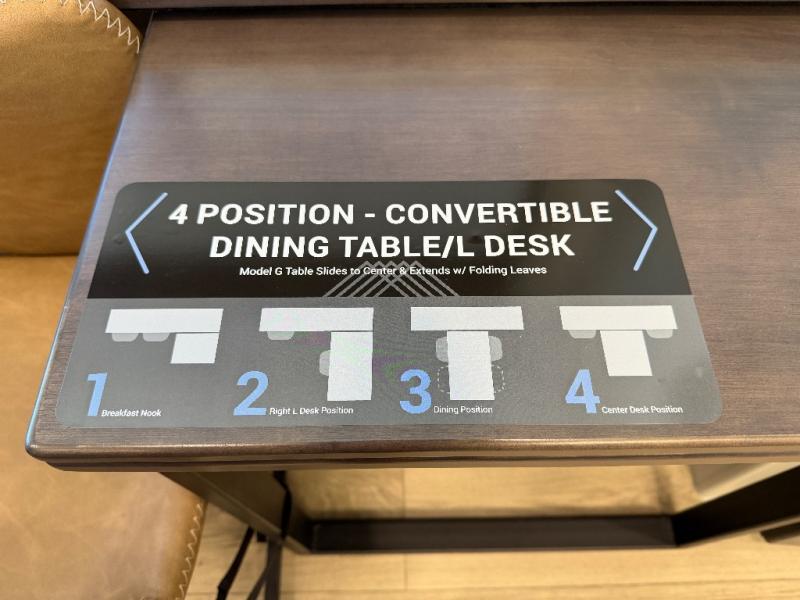 4 POSITION - CONVERTIBLE
DINING TABLE/L DESK
Model G Table Slides to Center & Extends w/ Folding Leaves
1 Breakfast Nook
2 Right L Desk Position
3 Dining Position
4 Center Desk Position